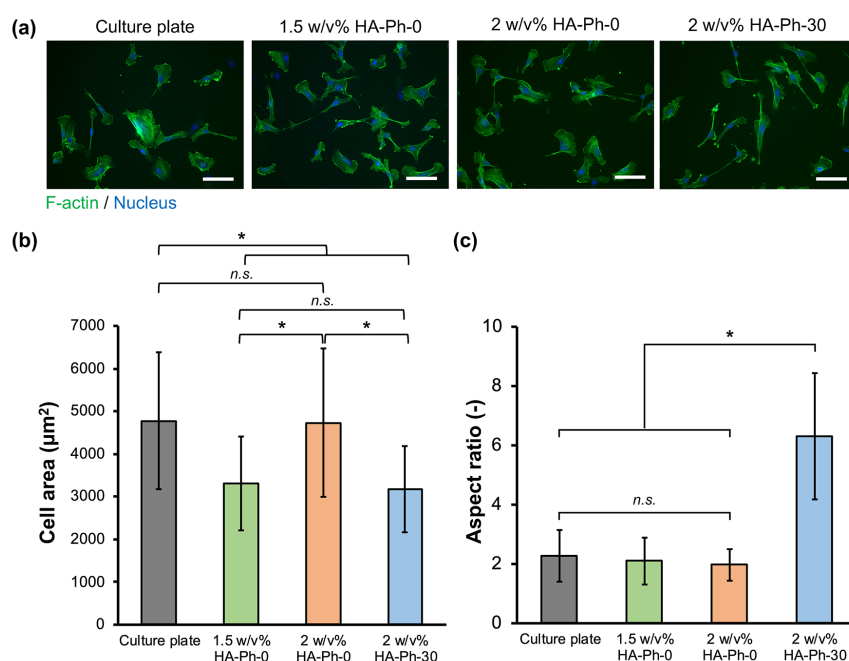 (a)
Culture plate
1.5 w/v% HA-Ph-0
2 w/v% HA-Ph-0
2 w/v% HA-Ph-30
F-actin / Nucleus
(b)
*
n.s.
n.s.
*
*
7000
6000
5000
4000
3000
2000
1000
0
Cell area (μm²)
Culture plate
1.5 w/v%
HA-Ph-0
2 w/v%
HA-Ph-0
2 w/v%
HA-Ph-30
(c)
*
n.s.
10
8
6
4
2
0
Aspect ratio (-)
Culture plate
1.5 w/v%
HA-Ph-0
2 w/v%
HA-Ph-0
2 w/v%
HA-Ph-30